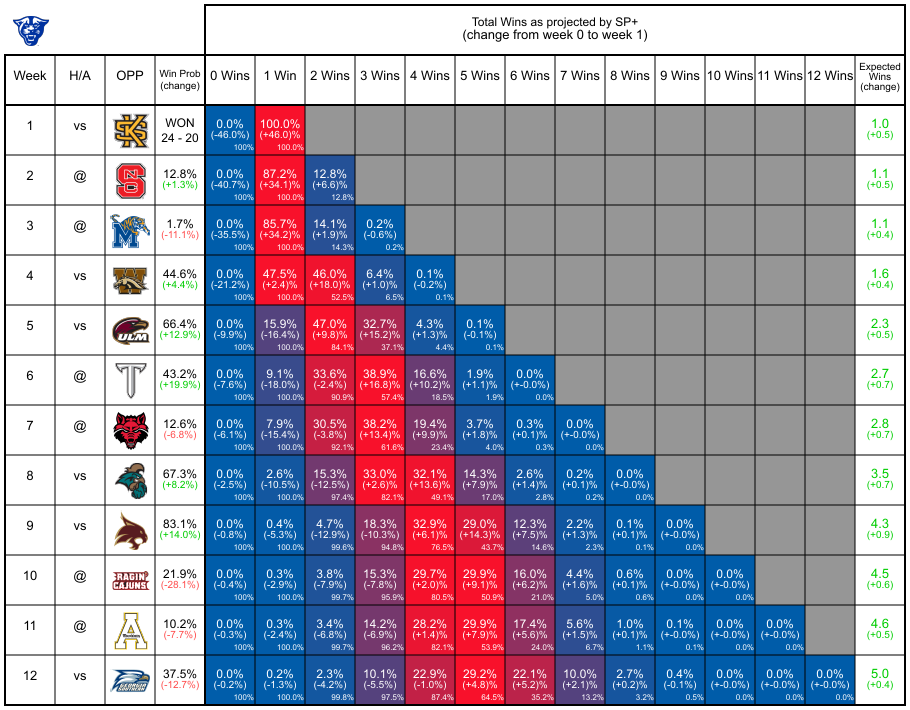 Total Wins as projected by SP+
(change from week 0 to week 1)
Week H/A OPP Win Prob (change) 0 Wins 1 Win 2 Wins 3 Wins 4 Wins 5 Wins 6 Wins 7 Wins 8 Wins 9 Wins 10 Wins 11 Wins 12 Wins Expected Wins (change)
1 vs KS WON 0.0% 100.0% 1.0
24 - 20 (-46.0%) (+46.0)% (+0.5)
100% 100.0%
2 @ S 12.8% 0.0% 87.2% 12.8% 1.1
(+1.3%) (-40.7%) (+34.1)% (+6.6)% (+0.5)
100% 100.0% 12.8%
3 @ M 1.7% 0.0% 85.7% 14.1% 0.2% 1.1
(-11.1%) (-35.5%) (+34.2)% (+1.9)% (-0.6%) (+0.4)
100% 100.0% 14.3% 0.2%
4 vs W 44.6% 0.0% 47.5% 46.0% 6.4% 0.1% 1.6
(+4.4%) (-21.2%) (+2.4)% (+18.0)% (+1.0)% (-0.2%) (+0.4)
100% 100.0% 52.5% 6.5% 0.1%
5 vs ULM 66.4% 0.0% 15.9% 47.0% 32.7% 4.3% 0.1% 2.3
(+12.9%) (-9.9%) (-16.4%) (+9.8)% (+15.2)% (+1.3)% (-0.1%) (+0.5)
100% 100.0% 84.1% 37.1% 4.4% 0.1%
6 @ T 43.2% 0.0% 9.1% 33.6% 38.9% 16.6% 1.9% 0.0% 2.7
(+19.9%) (-7.6%) (-18.0%) (-2.4%) (+16.8)% (+10.2)% (+1.1)% (+-0.0%) (+0.7)
100% 100.0% 90.9% 57.4% 18.5% 1.9% 0.0%
7 @ 12.6% 0.0% 7.9% 30.5% 38.2% 19.4% 3.7% 0.3% 0.0% 2.8
(-6.8%) (-6.1%) (-15.4%) (-3.8%) (+13.4)% (+9.9)% (+1.8)% (+0.1)% (+-0.0%) (+0.7)
100% 100.0% 92.1% 61.6% 23.4% 4.0% 0.3% 0.0%
8 vs 67.3% 0.0% 2.6% 15.3% 33.0% 32.1% 14.3% 2.6% 0.2% 0.0% 3.5
(+8.2%) (-2.5%) (-10.5%) (-12.5%) (+2.6)% (+13.6)% (+7.9)% (+1.4)% (+0.1)% (+-0.0%) (+0.7)
100% 100.0% 97.4% 82.1% 49.1% 17.0% 2.8% 0.2% 0.0%
9 vs 83.1% 0.0% 0.4% 4.7% 18.3% 32.9% 29.0% 12.3% 2.2% 0.1% 0.0% 4.3
(+14.0%) (-0.8%) (-5.3%) (-12.9%) (-10.3%) (+6.1)% (+14.3)% (+7.5)% (+1.3)% (+0.1)% (+-0.0%) (+0.9)
100% 100.0% 99.6% 94.8% 76.5% 43.7% 14.6% 2.3% 0.1% 0.0%
10 @ RAGIN' CAJUNS 21.9% 0.0% 0.3% 3.8% 15.3% 29.7% 29.9% 16.0% 4.4% 0.6% 0.0% 0.0% 4.5
(-28.1%) (-0.4%) (-2.9%) (-7.9%) (-7.8%) (+2.0)% (+9.1)% (+6.2)% (+1.6)% (+0.1)% (+-0.0%) (+-0.0%) (+0.6)
100% 100.0% 99.7% 95.9% 80.5% 50.9% 21.0% 5.0% 0.6% 0.0% 0.0%
11 @ A 10.2% 0.0% 0.3% 3.4% 14.2% 28.2% 29.9% 17.4% 5.6% 1.0% 0.1% 0.0% 0.0% 4.6
(-7.7%) (-0.3%) (-2.4%) (-6.8%) (-6.9%) (+1.4)% (+7.9)% (+5.6)% (+1.5)% (+0.1)% (+-0.0%) (+-0.0%) (+-0.0%) (+0.5)
100% 100.0% 99.7% 96.2% 82.1% 53.9% 24.0% 6.7% 1.1% 0.1% 0.0% 0.0%
12 vs GEORGIA SOUTHERN 37.5% 0.0% 0.2% 2.3% 10.1% 22.9% 29.2% 22.1% 10.0% 2.7% 0.4% 0.0% 0.0% 0.0% 5.0
(-12.7%) (-0.2%) (-1.3%) (-4.2%) (-5.5%) (-1.0%) (+4.8)% (+5.2)% (+2.1)% (+0.2)% (-0.1%) (+-0.0%) (+-0.0%) (+-0.0%) (+0.4)
100% 100.0% 99.8% 97.5% 87.4% 64.5% 35.2% 13.2% 3.2% 0.5% 0.0% 0.0% 0.0%